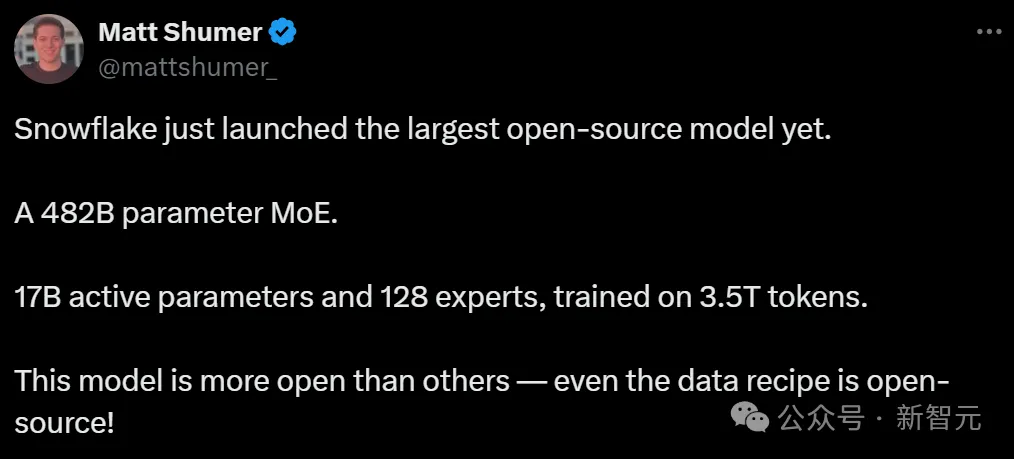 Matt Shumer
@mattshumer_
Snowflake just launched the largest open-source model yet.
A 482B parameter MoE.
17B active parameters and 128 experts, trained on 3.5T tokens.
This model is more open than others — even the data recipe is open-
source!
公众号 · 新智元